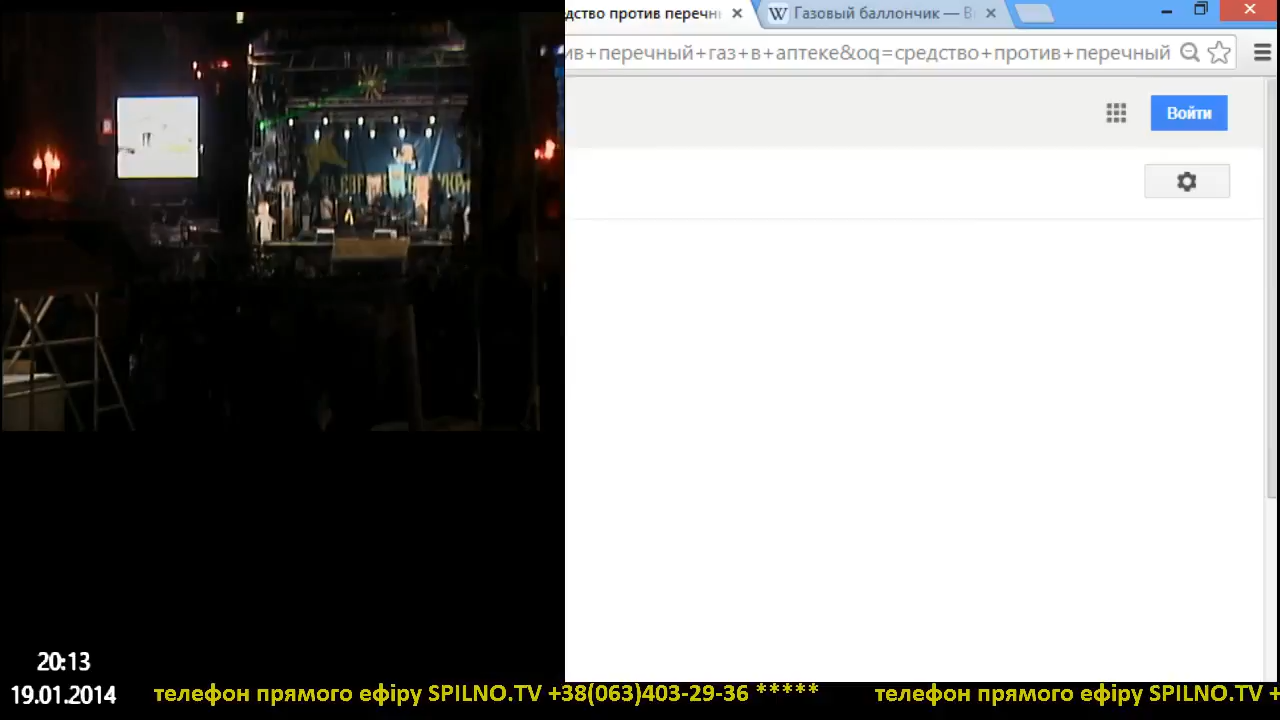 дство против перечны
Газовый баллончик — В
ив+перечный+газ+в+аптеке&oq=средство+против+перечный
Войти
20:13
19.01.2014
телефон прямого ефіру SPILNO.TV +38(063)403-29-36 ***** телефон прямого ефіру SPILNO.TV +